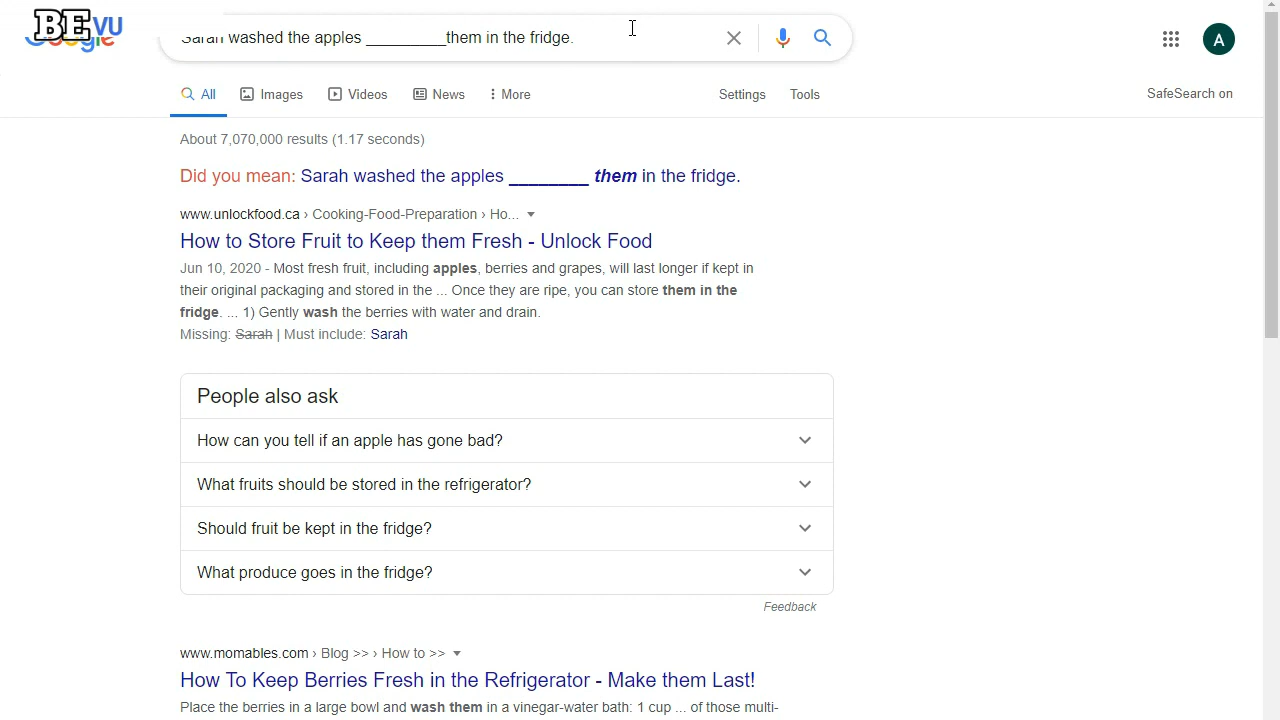 BEVU
Sarah washed the apples _________them in the fridge.
A
All
Images
Videos
News
More
Settings
Tools
SafeSearch on
About 7,070,000 results (1.17 seconds)
Did you mean: Sarah washed the apples ________ them in the fridge.
www.unlockfood.ca › Cooking-Food-Preparation › Ho...
How to Store Fruit to Keep them Fresh - Unlock Food
Jun 10, 2020 - Most fresh fruit, including apples, berries and grapes, will last longer if kept in
their original packaging and stored in the ... Once they are ripe, you can store them in the
fridge. ... 1) Gently wash the berries with water and drain.
Missing: Sarah | Must include: Sarah
People also ask
How can you tell if an apple has gone bad?
What fruits should be stored in the refrigerator?
Should fruit be kept in the fridge?
What produce goes in the fridge?
Feedback
www.momables.com › Blog >> › How to >>
How To Keep Berries Fresh in the Refrigerator - Make them Last!
Place the berries in a large bowl and wash them in a vinegar-water bath: 1 cup ... of those multi-